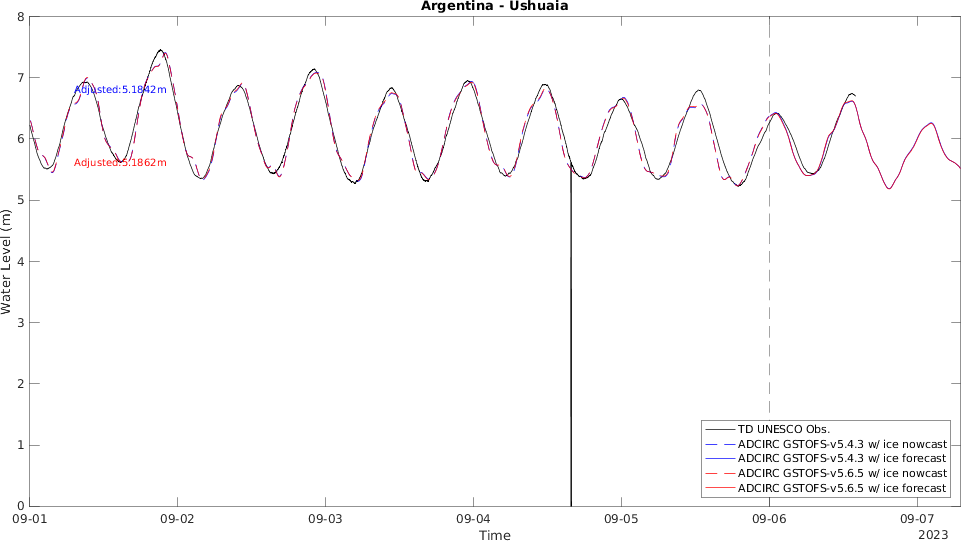 Argentina - Ushuaia
8
7
6
5
4
3
2
1
0
Water Level (m)
Adjusted:5.1842m
Adjusted:5.1862m
TD UNESCO Obs.
ADCIRC GSTOFS-v5.4.3 w/ ice nowcast
ADCIRC GSTOFS-v5.4.3 w/ ice forecast
ADCIRC GSTOFS-v5.6.5 w/ ice nowcast
ADCIRC GSTOFS-v5.6.5 w/ ice forecast
09-01 09-02 09-03 09-04 09-05 09-06 09-07
Time
2023